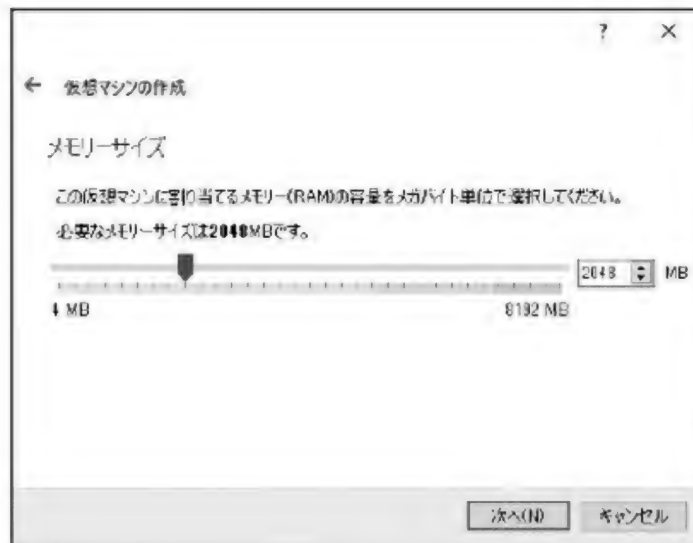 ? ×
← 仮想マシンの作成
メモリーサイズ
この仮想マシンに割り当てるメモリー(RAM)の容量をメガバイト単位で選択してください。
必要なメモリーサイズは2048MBです。
2048 MB
4 MB 8192 MB
次へ(N) キャンセル